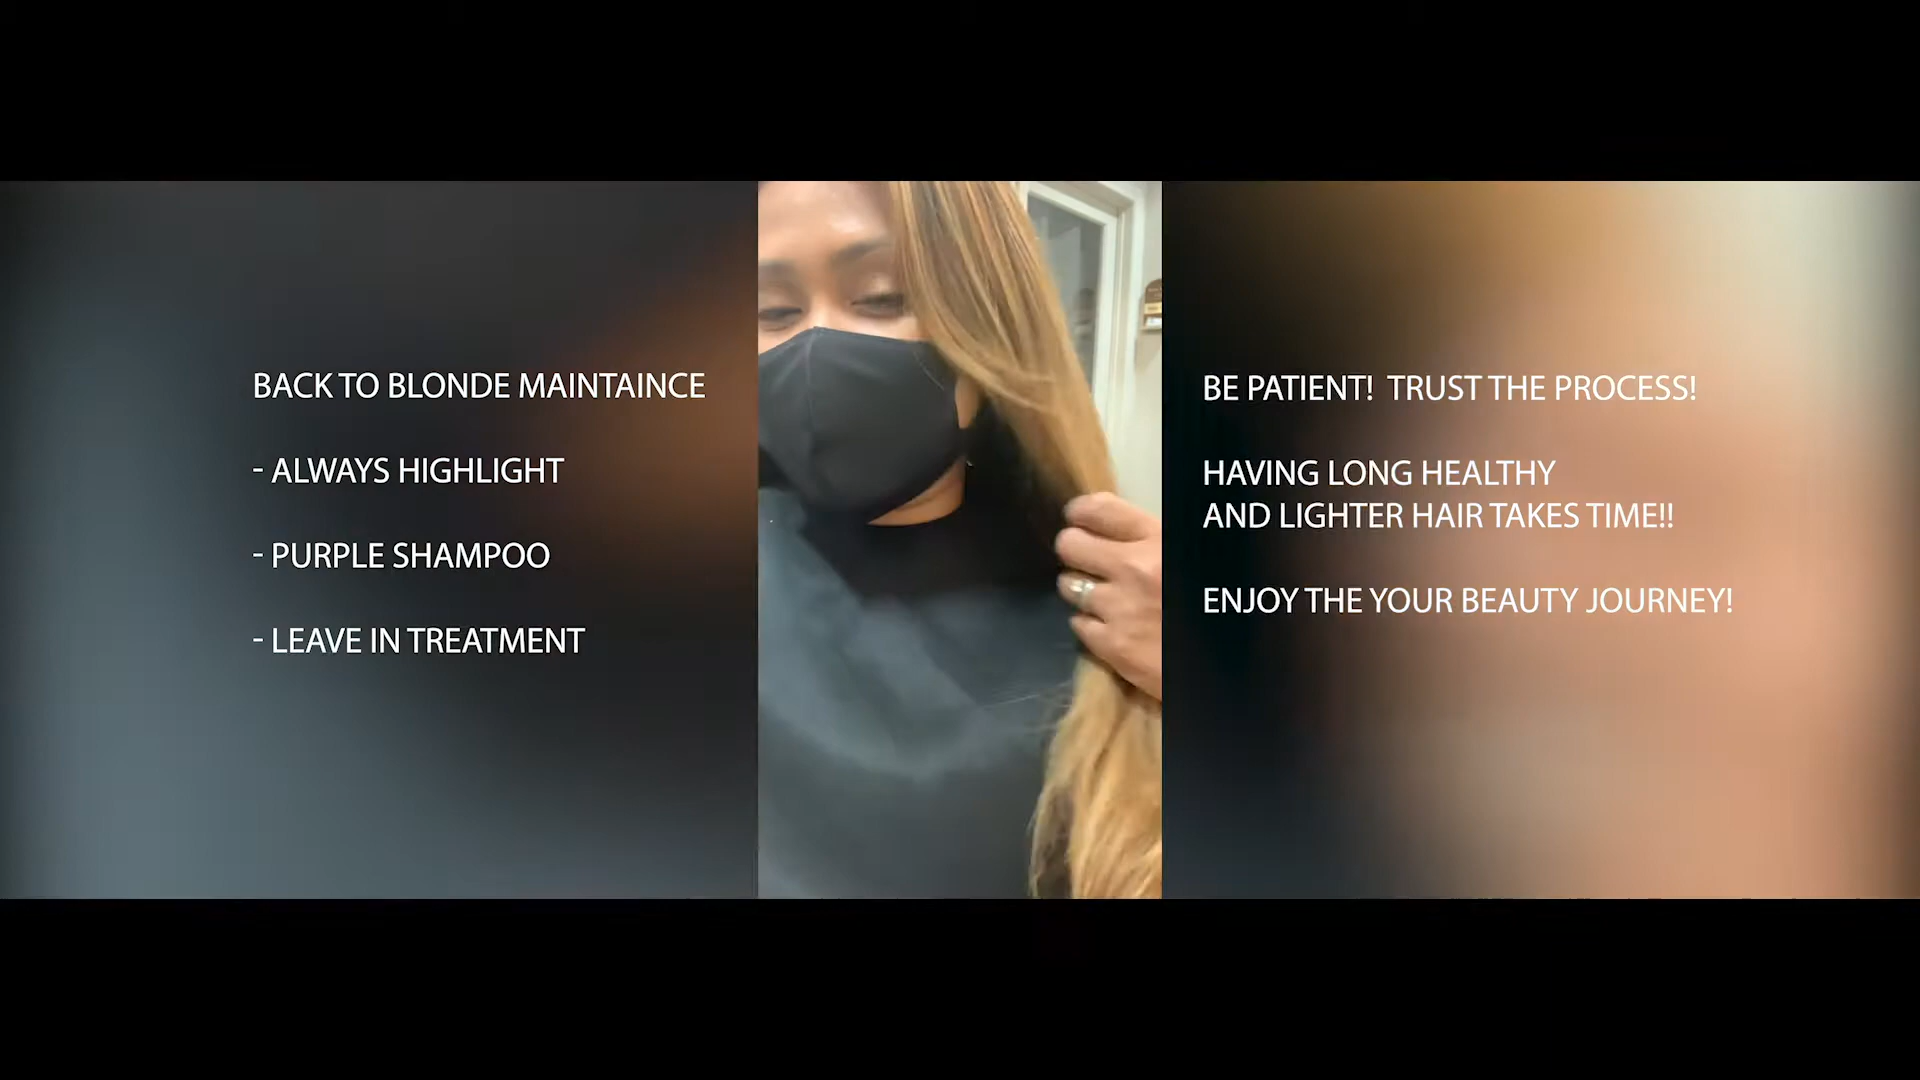 BACK TO BLONDE MAINTAINCE
- ALWAYS HIGHLIGHT
- PURPLE SHAMPOO
- LEAVE IN TREATMENT
BE PATIENT! TRUST THE PROCESS!
HAVING LONG HEALTHY
AND LIGHTER HAIR TAKES TIME!!
ENJOY THE YOUR BEAUTY JOURNEY!